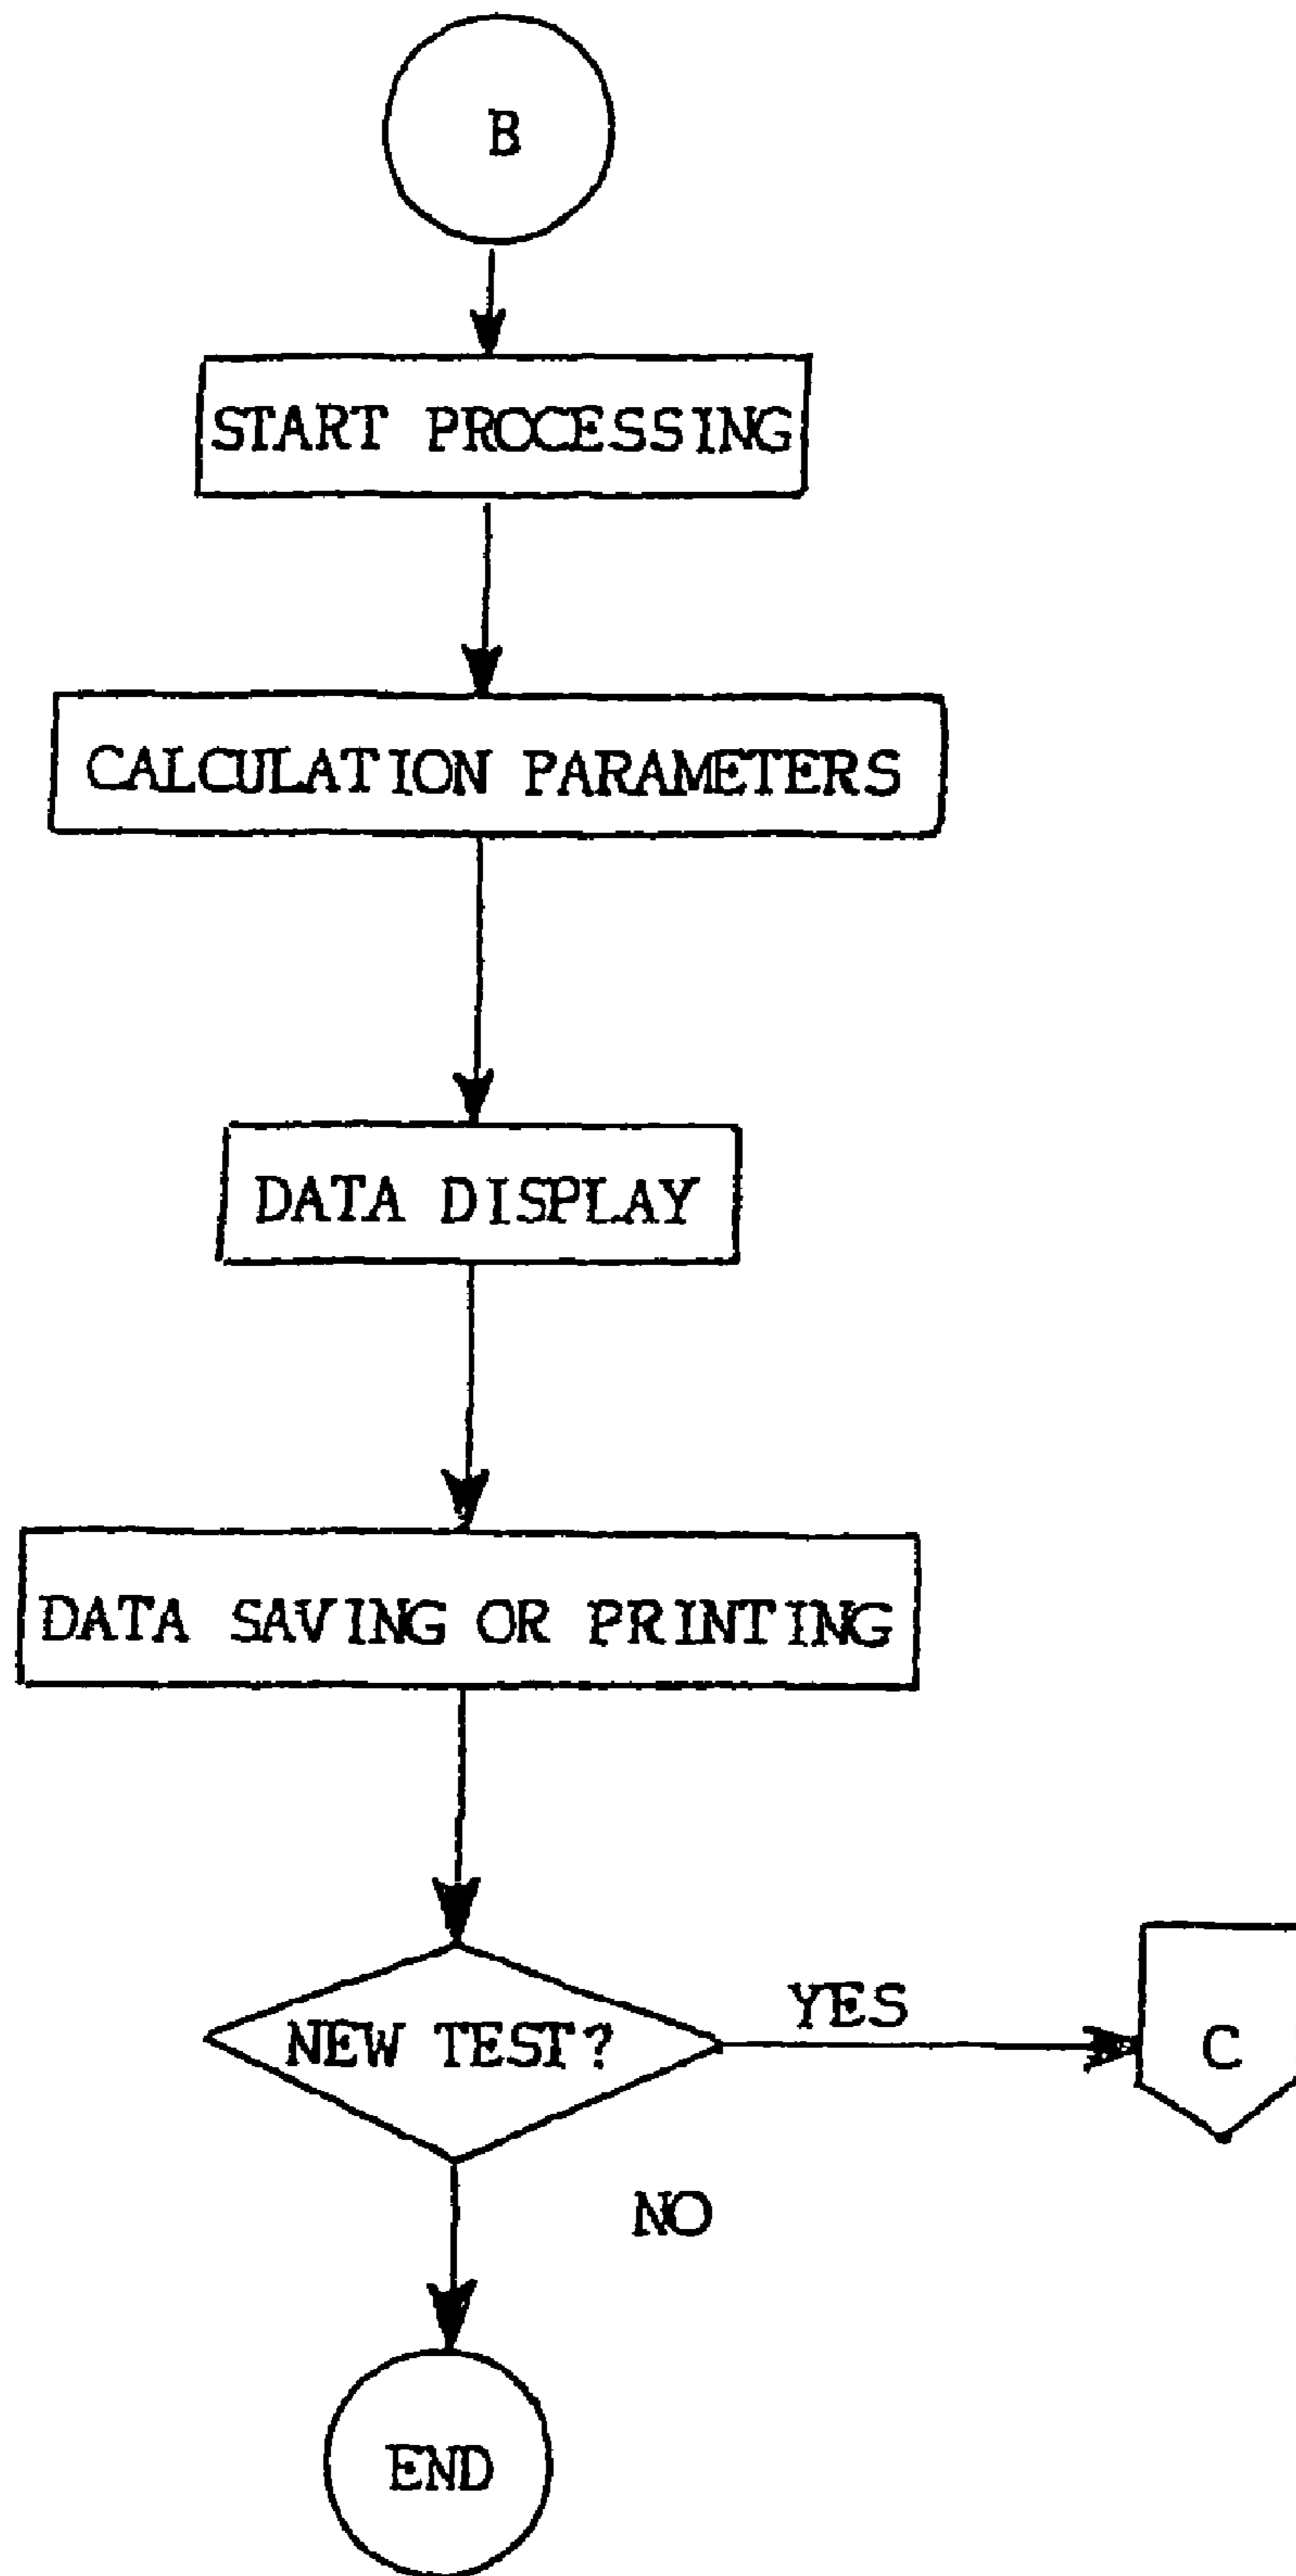 B
START PROCESSING
CALCULATION PARAMETERS
DATA DISPLAY
DATA SAVING OR PRINTING
NEW TEST?
YES
C
NO
END